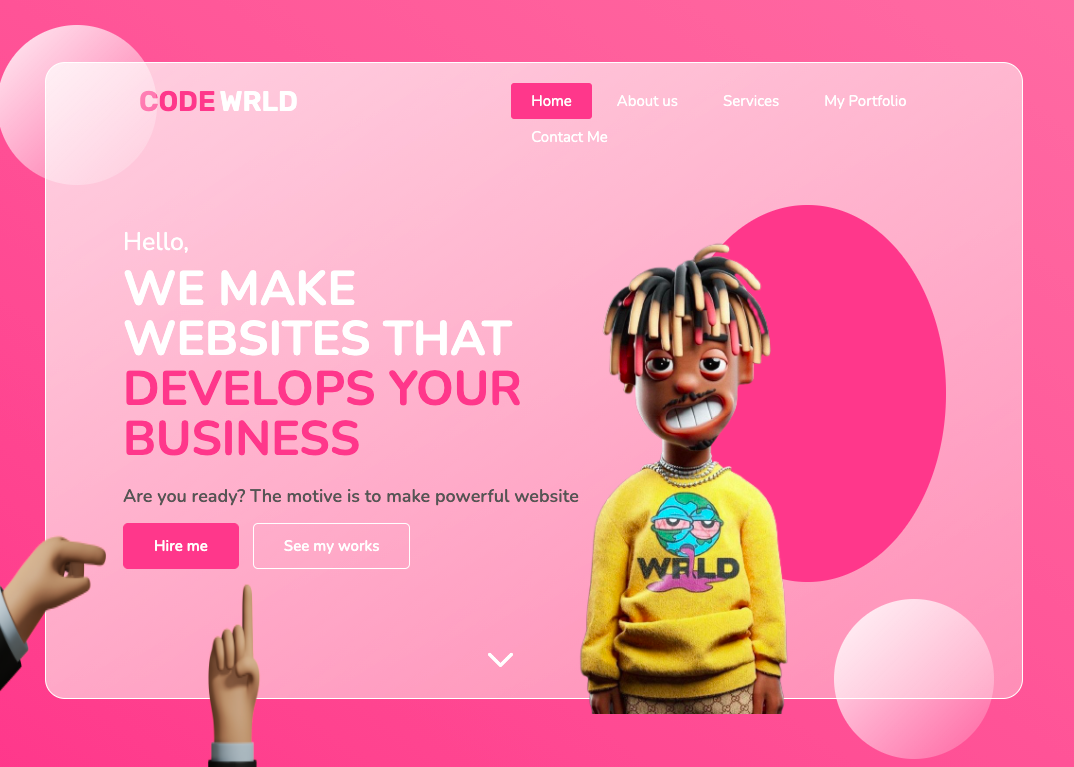 CODE WRLD
Home About us Services My Portfolio
Contact Me
Hello,
WE MAKE
WEBSITES THAT
DEVELOPS YOUR
BUSINESS
Are you ready? The motive is to make powerful website
Hire me See my works
WRLD